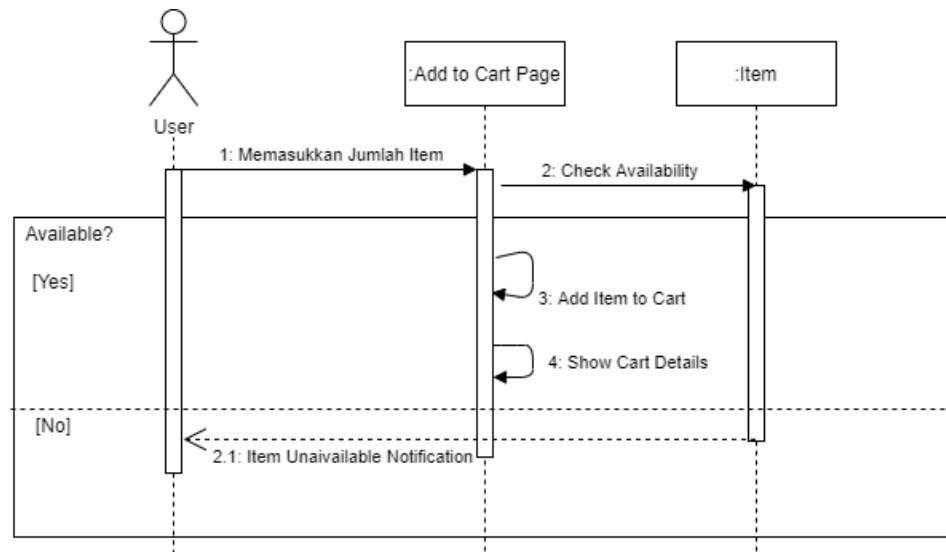 :Add to Cart Page
:Item
User
1: Memasukkan Jumlah Item
2: Check Availability
Available?
[Yes]
3: Add Item to Cart
4: Show Cart Details
[No]
2.1: Item Unaivailable Notification